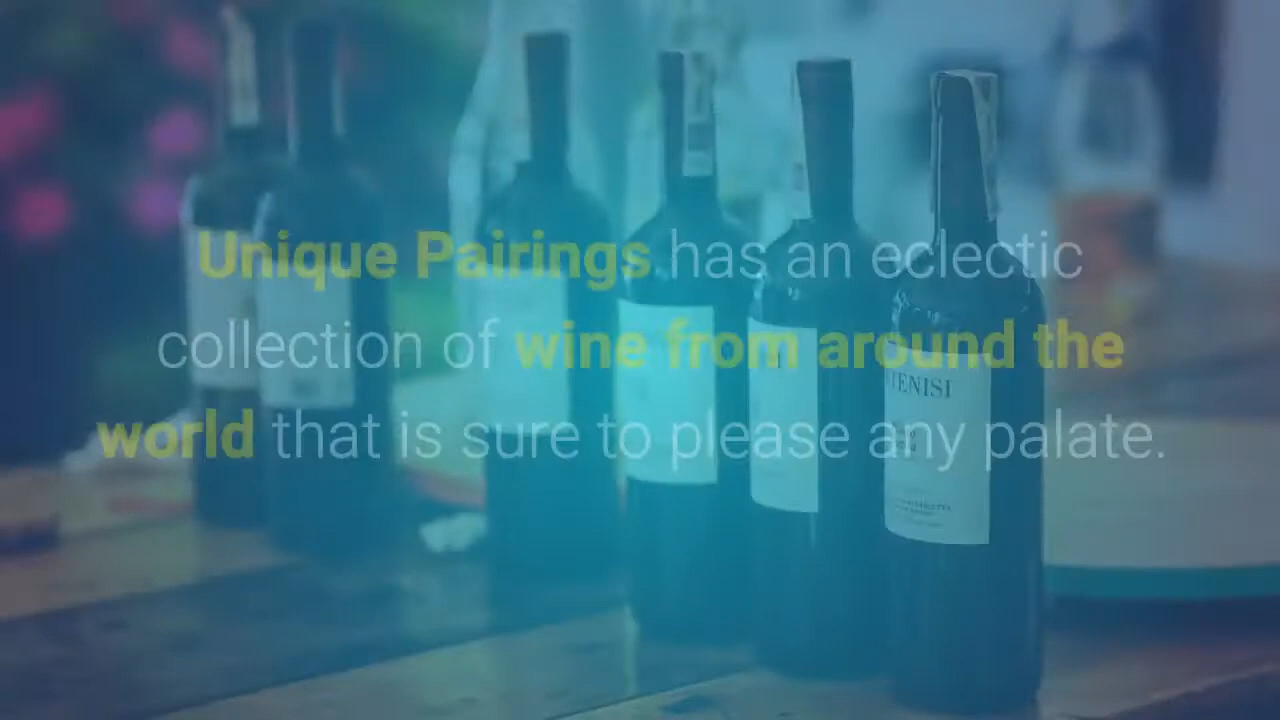 Unique Pairings has an eclectic
collection of wine from around the
world that is sure to please any palate.